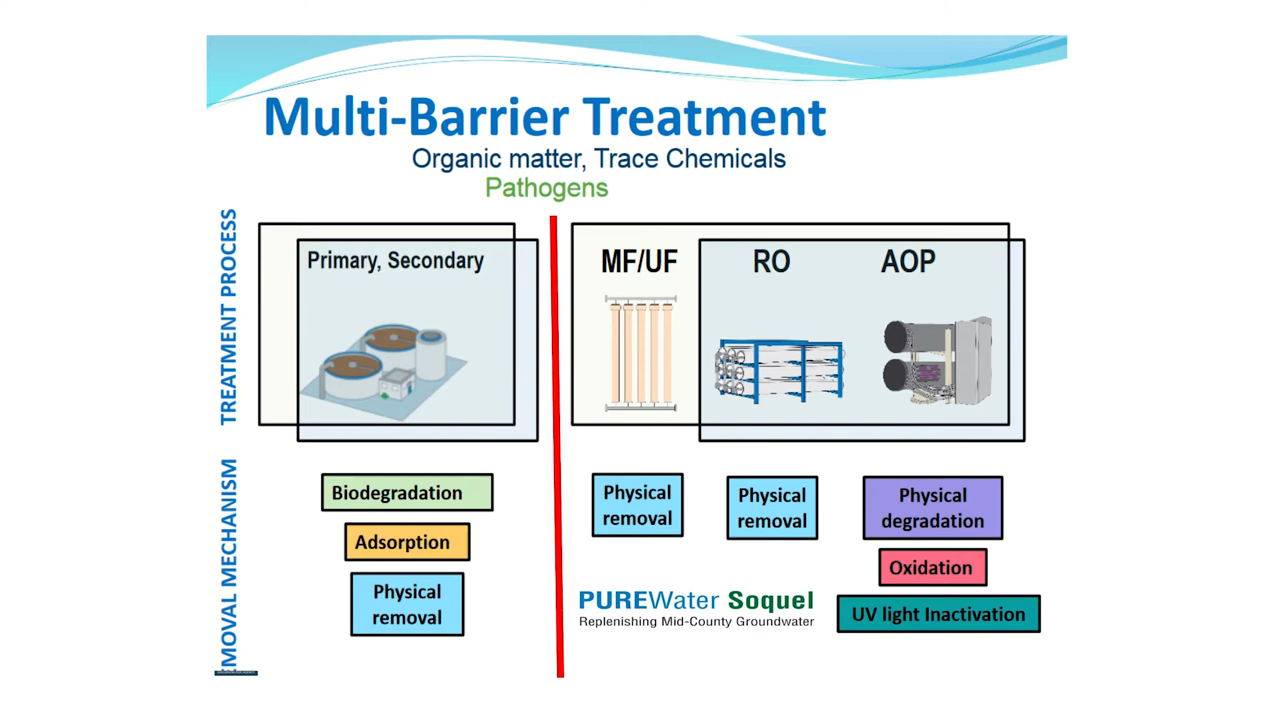 Multi-Barrier Treatment
Organic matter, Trace Chemicals
Pathogens
TREATMENT PROCESS
Primary, Secondary
MF/UF
RO
AOP
MOVAL MECHANISM
Biodegradation
Adsorption
Physical
removal
Physical
removal
Physical
removal
Physical
degradation
Oxidation
UV light Inactivation
PUREWater Soquel
Replenishing Mid-County Groundwater